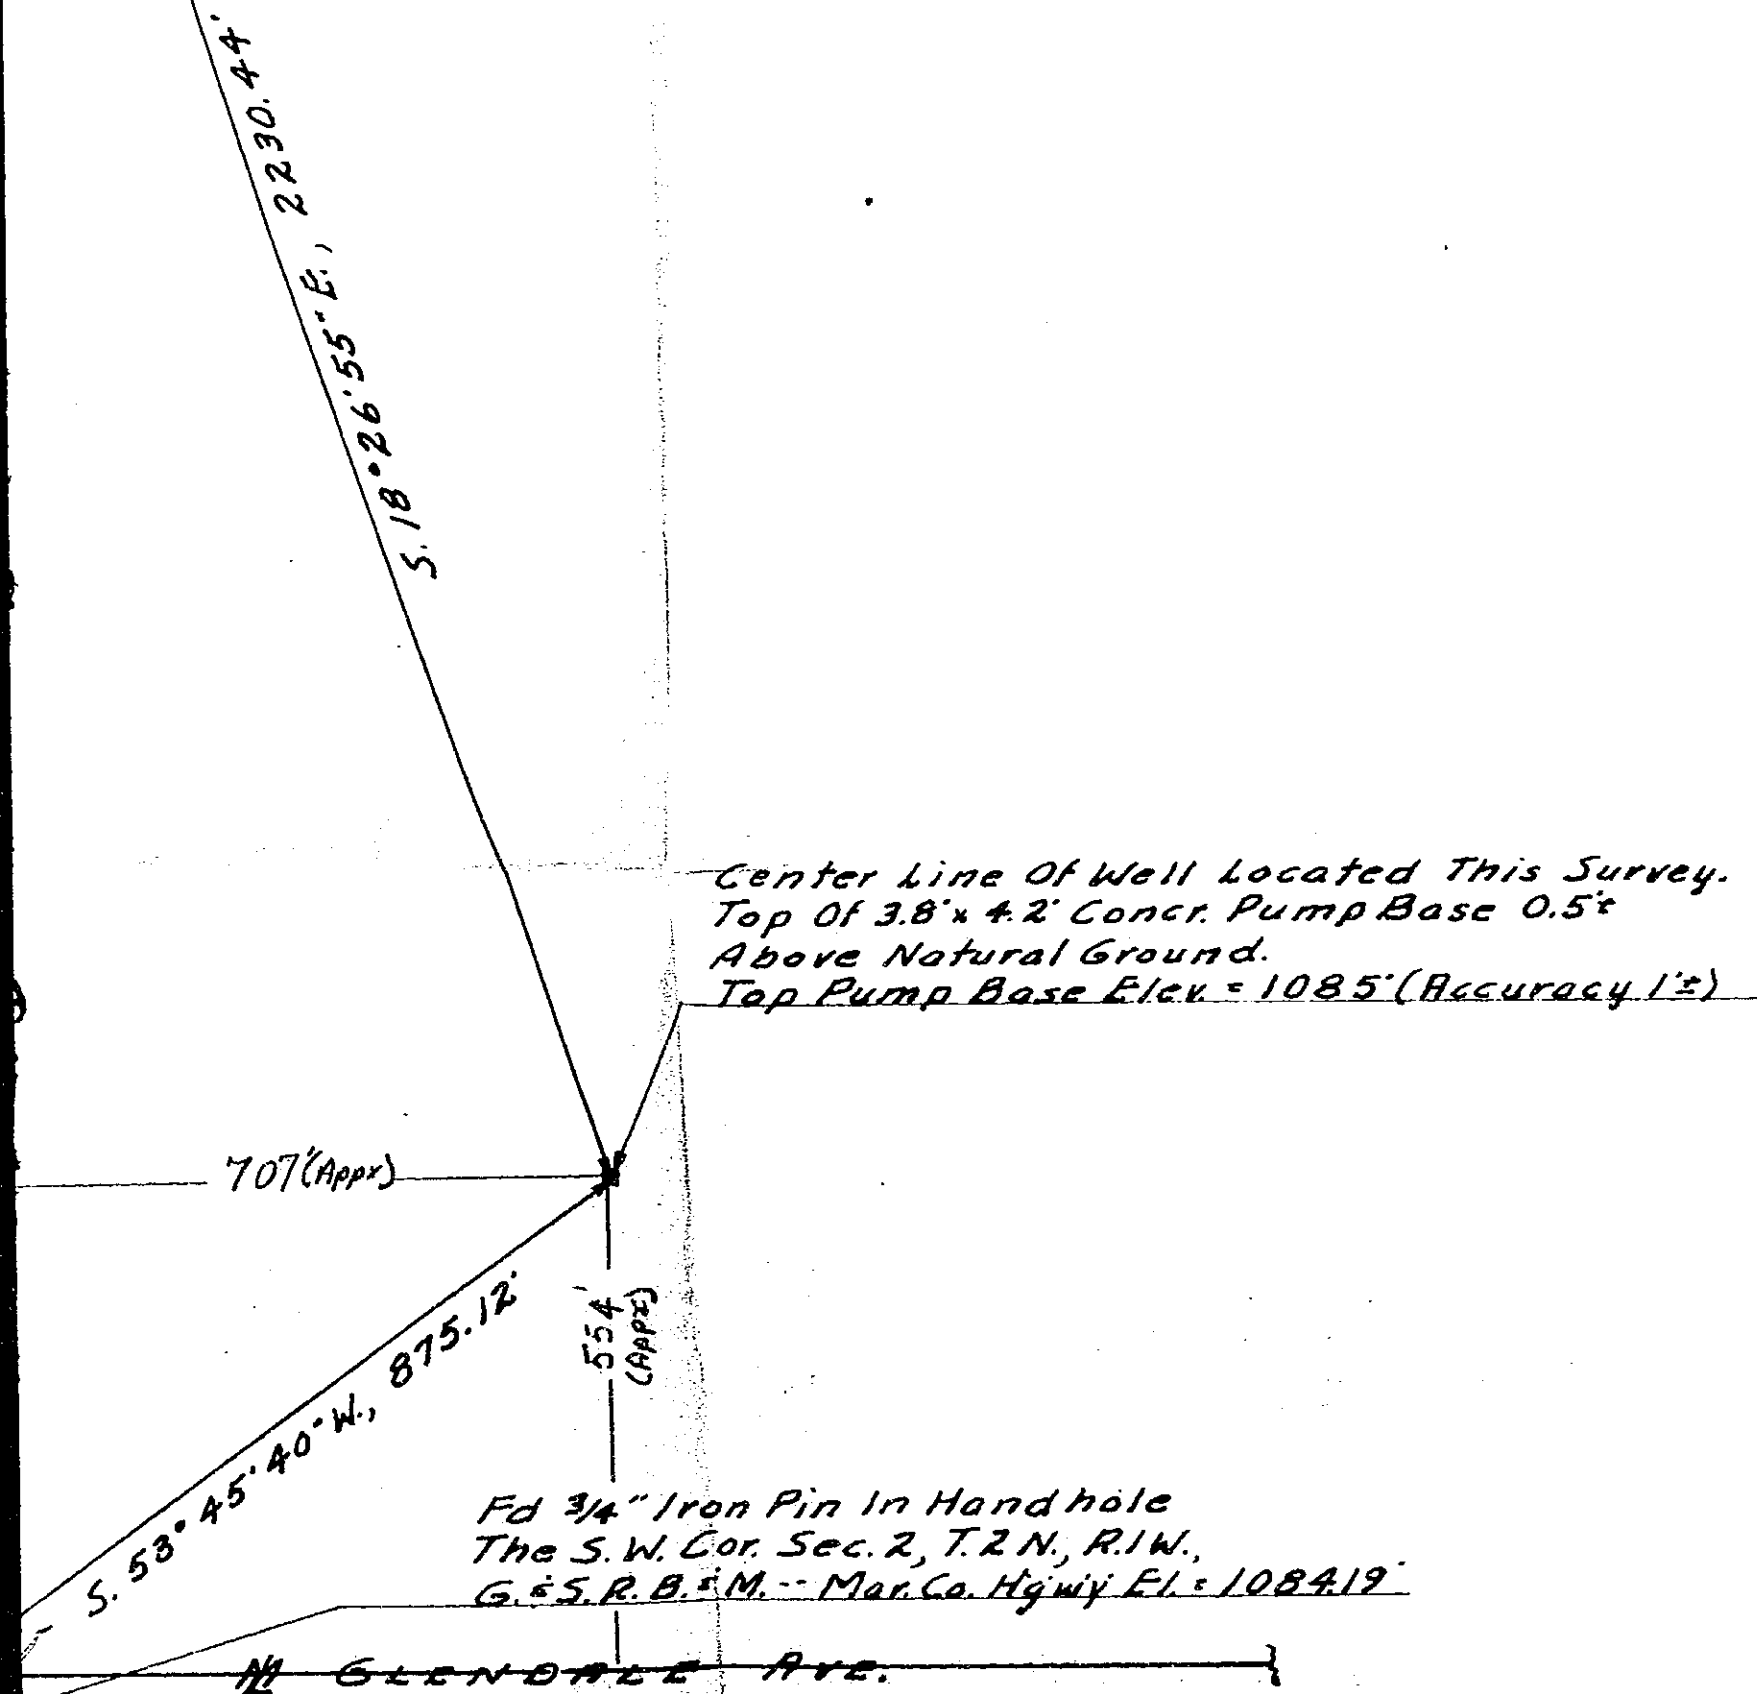 S. 18°26'55" E., 2230.44'
Center Line Of Well Located This Survey.
Top Of 3.8' x 4.2' Concr. Pump Base 0.5'±
Above Natural Ground.
Top Pump Base Elev. = 1085' (Accuracy 1'±)
707' (Appx)
S. 53° 45' 40" W., 875.12'
554'
(Appx)
Fd 3/4" Iron Pin In Handhole
The S. W. Cor. Sec. 2, T. 2 N., R. 1 W.,
G. & S. R. B. & M. -- Mar. Co. Hgwy El. = 1084.19'
GLENDALE AVE.